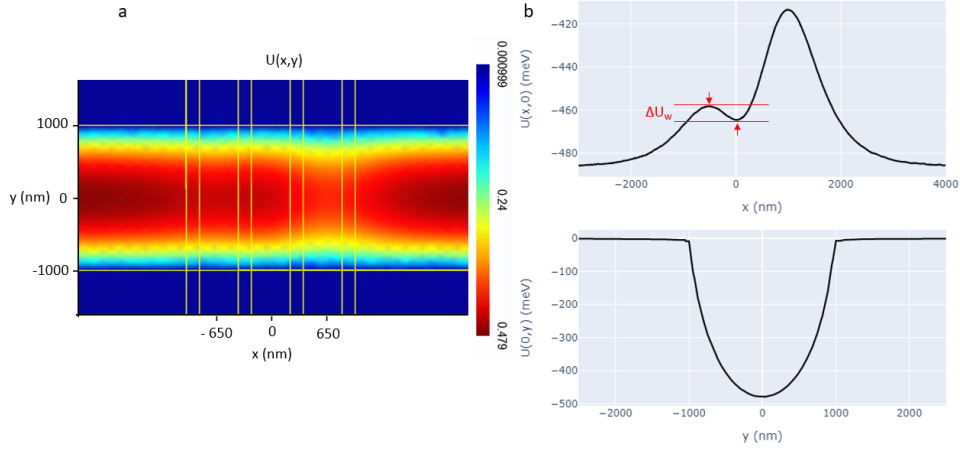 a
U(x,y)
1000
y (nm)
0
-1000
- 650
0
650
x (nm)
0.000999
0.24
0.479
b
U(x,0) (meV)
−420
−440
−460
−480
ΔUw
−2000
0
2000
4000
x (nm)
U(0,y) (meV)
0
−100
−200
−300
−400
−500
−2000
−1000
0
1000
2000
y (nm)